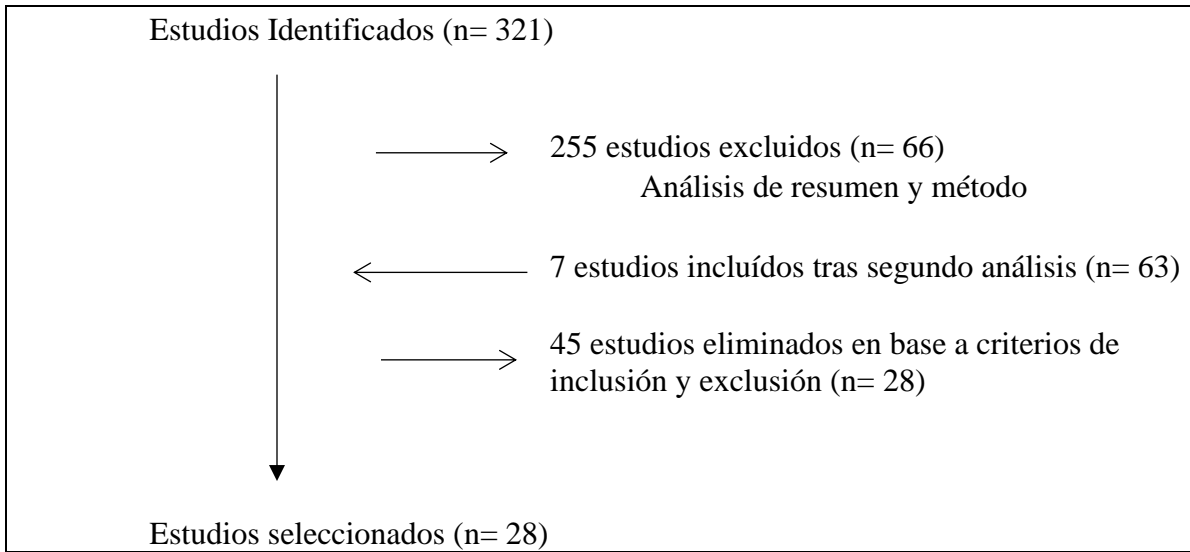 Estudios Identificados (n= 321)
255 estudios excluidos (n= 66)
Análisis de resumen y método
7 estudios incluídos tras segundo análisis (n= 63)
45 estudios eliminados en base a criterios de
inclusión y exclusión (n= 28)
Estudios seleccionados (n= 28)